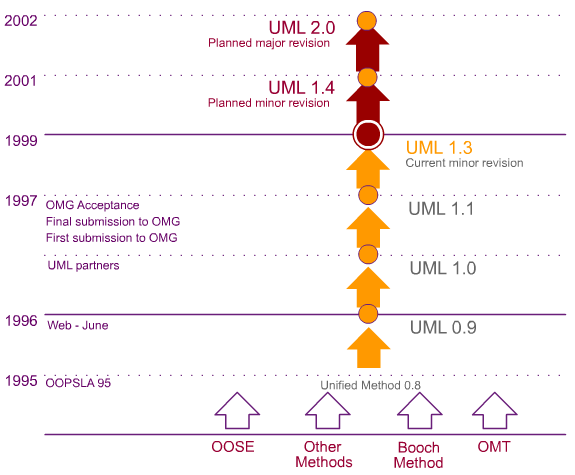 2002
UML 2.0
Planned major revision
2001
UML 1.4
Planned minor revision
1999
UML 1.3
Current minor revision
1997
OMG Acceptance
Final submission to OMG
First submission to OMG
UML 1.1
UML partners
UML 1.0
1996
Web - June
UML 0.9
1995
OOPSLA 95
Unified Method 0.8
OOSE
Other
Methods
Booch
Method
OMT